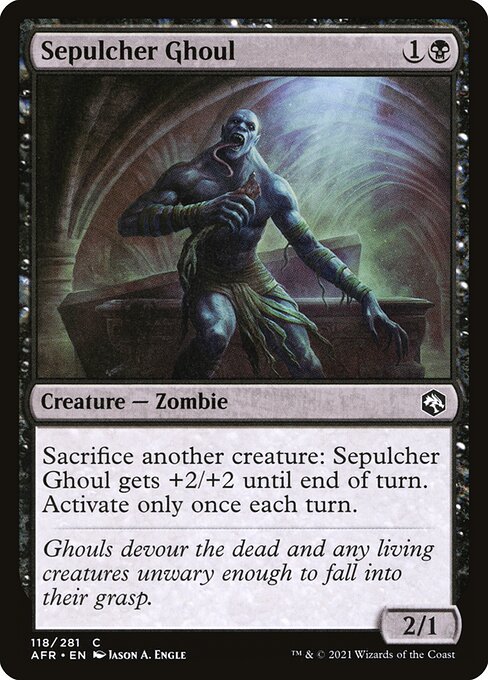 Sepulcher Ghoul 1
Creature — Zombie
Sacrifice another creature: Sepulcher
Ghoul gets +2/+2 until end of turn.
Activate only once each turn.
Ghouls devour the dead and any living
creatures unwary enough to fall into
their grasp.
2/1
118/281 C
AFR • EN Jason A. Engle ™ & © 2021 Wizards of the Coast